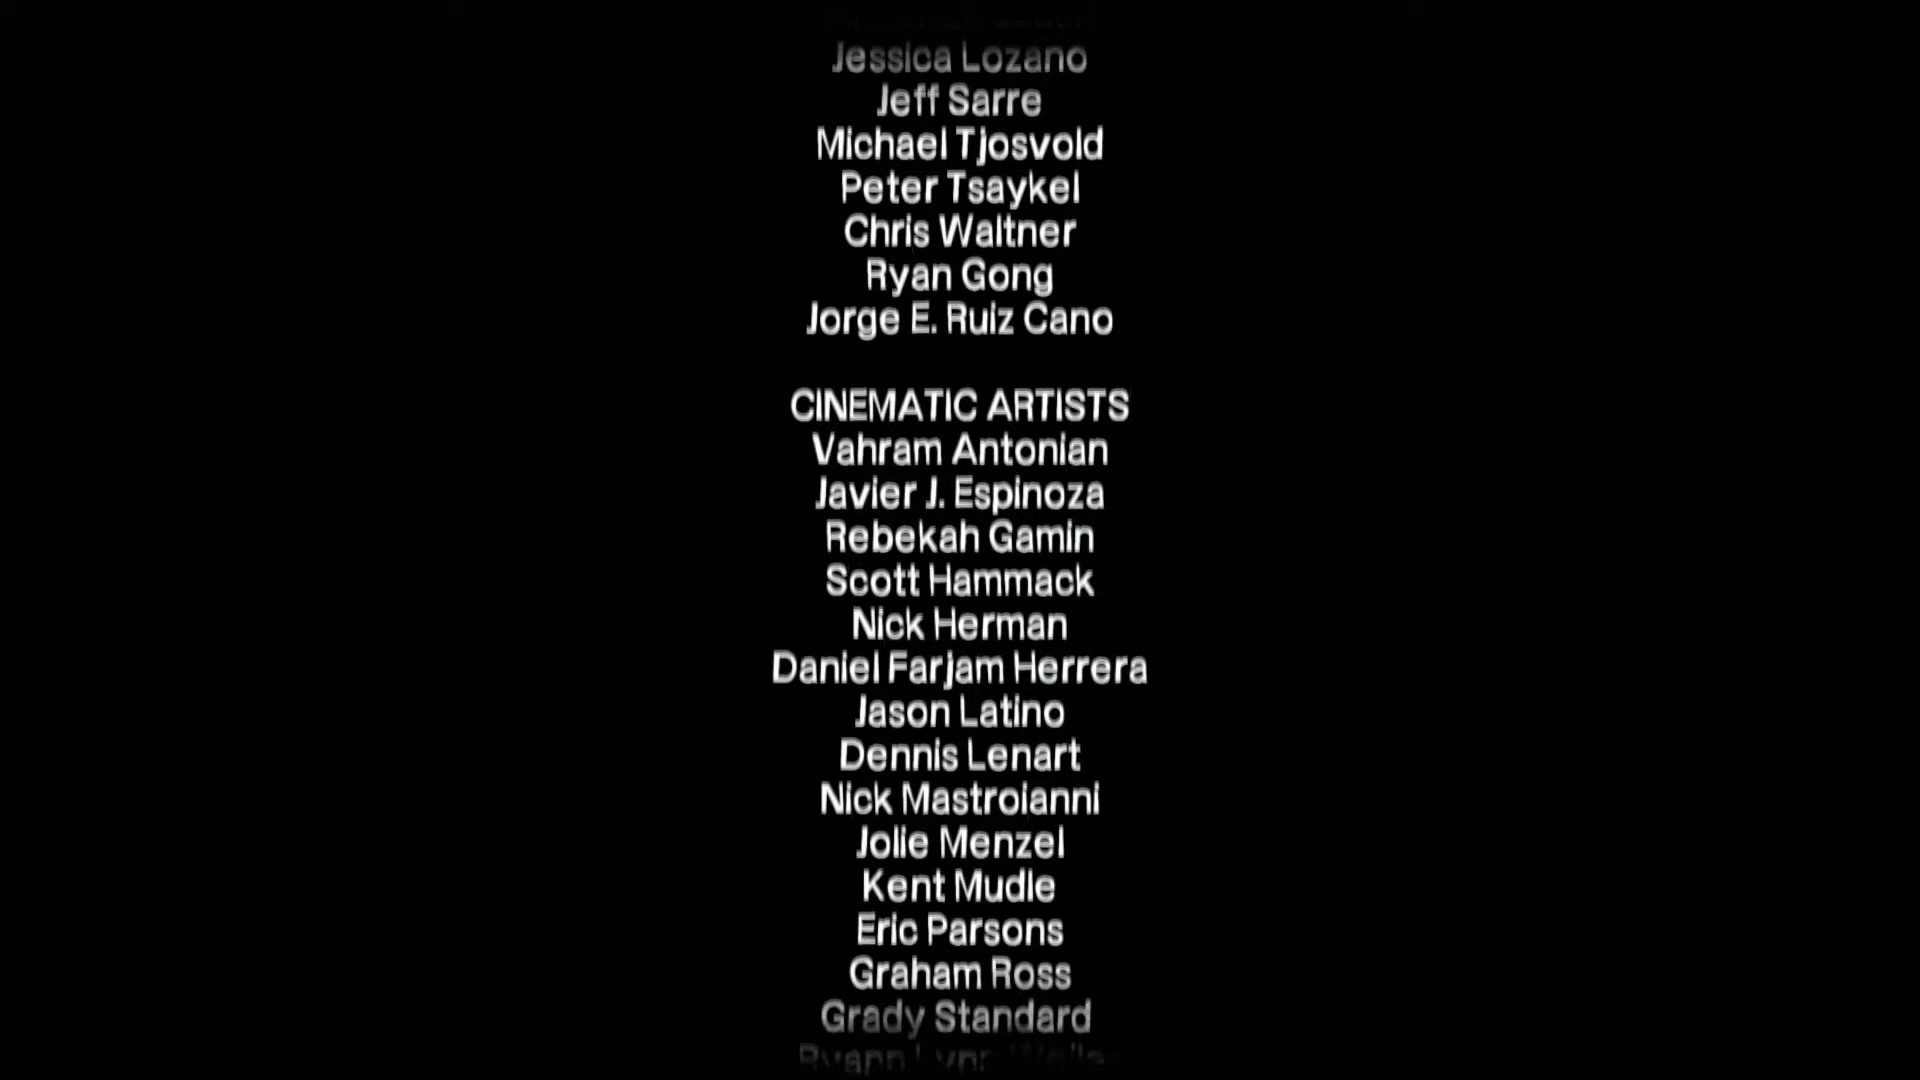 Jessica Lozano
Jeff Sarre
Michael Tjosvold
Peter Tsaykel
Chris Waltner
Ryan Gong
Jorge E. Ruiz Cano
CINEMATIC ARTISTS
Vahram Antonian
Javier J. Espinoza
Rebekah Gamin
Scott Hammack
Nick Herman
Daniel Farjam Herrera
Jason Latino
Dennis Lenart
Nick Mastroianni
Jolie Menzel
Kent Mudle
Eric Parsons
Graham Ross
Grady Standard
Ryann Lynn